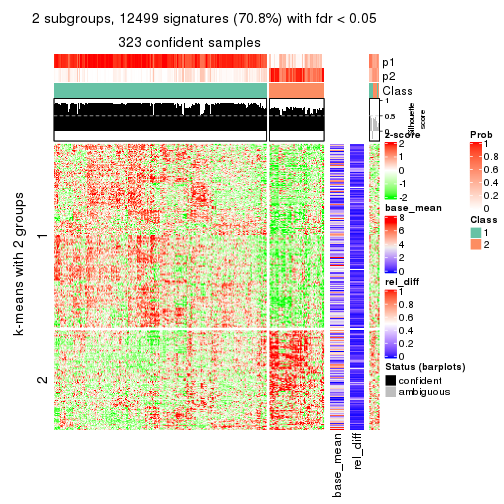 2 subgroups, 12499 signatures (70.8%) with fdr < 0.05
323 confident samples
p1
p2
Class
1
0.5
0
Silhouette
score
k-means with 2 groups
1
2
base_mean
rel_diff
z-score
2
1
0
-1
-2
base_mean
8
6
4
2
0
rel_diff
1
0.8
0.6
0.4
0.2
0
Status (barplots)
confident
ambiguous
Prob
1
0.8
0.6
0.4
0.2
0
Class
1
2